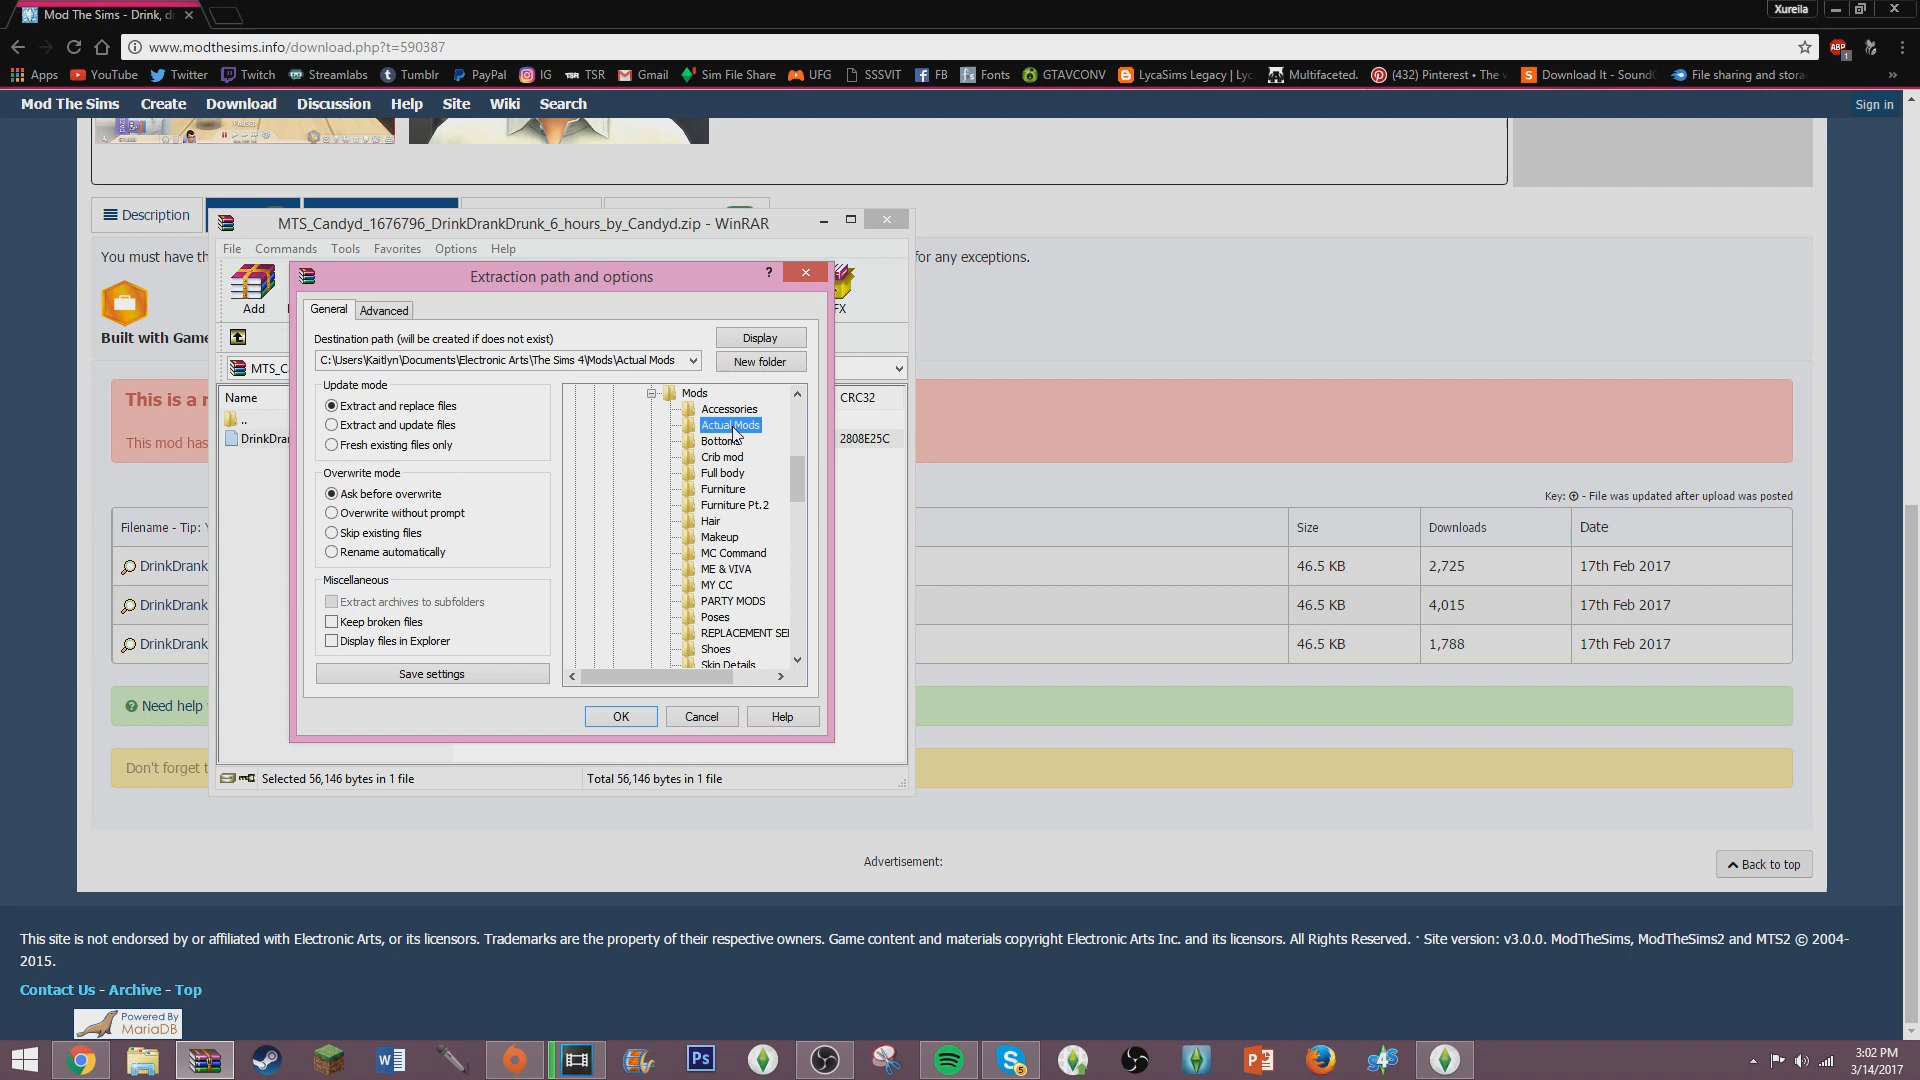 Mod The Sims - Drink, d
Xureila
www.modthesims.info/download.php?t=590387
ABP
1
Apps YouTube Twitter Twitch Streamlabs Tumblr PayPal IG TSR TSR Gmail Sim File Share UFG SSSVIT FB Fonts GTAVCONV LycaSims Legacy | Lyc Multifaceted. (432) Pinterest • The w Download It - Sound File sharing and stora
Mod The Sims Create Download Discussion Help Site Wiki Search
Sign in
PAUSED
Description
MTS_Candyd_1676796_DrinkDrankDrunk_6_hours_by_Candyd.zip - WinRAR
File Commands Tools Favorites Options Help
You must have th
for any exceptions.
Extraction path and options
?
Add
FX
General Advanced
Built with Game
Destination path (will be created if does not exist)
Display
C:\Users\Kaitlyn\Documents\Electronic Arts\The Sims 4\Mods\Actual Mods
New folder
MTS_C
Update mode
Extract and replace files
Extract and update files
Fresh existing files only
Overwrite mode
Ask before overwrite
Overwrite without prompt
Skip existing files
Rename automatically
Miscellaneous
Extract archives to subfolders
Keep broken files
Display files in Explorer
Save settings
Mods
Accessories
Actual Mods
Bottoms
Crib mod
Full body
Furniture
Furniture Pt.2
Hair
Makeup
MC Command
ME & VIVA
MY CC
PARTY MODS
Poses
REPLACEMENT SE
Shoes
Skin Details
OK Cancel Help
Name
CRC32
..
DrinkDran
2808E25C
Selected 56,146 bytes in 1 file
Total 56,146 bytes in 1 file
This is a r
This mod has
Key: - File was updated after upload was posted
Filename - Tip: Y
Size Downloads Date
DrinkDrank
46.5 KB 2,725 17th Feb 2017
DrinkDrank
46.5 KB 4,015 17th Feb 2017
DrinkDrank
46.5 KB 1,788 17th Feb 2017
Need help
Don't forget t
Advertisement:
Back to top
This site is not endorsed by or affiliated with Electronic Arts, or its licensors. Trademarks are the property of their respective owners. Game content and materials copyright Electronic Arts Inc. and its licensors. All Rights Reserved. · Site version: v3.0.0. ModTheSims, ModTheSims2 and MTS2 © 2004-
2015.
Contact Us - Archive - Top
Powered By
MariaDB
3:02 PM
3/14/2017